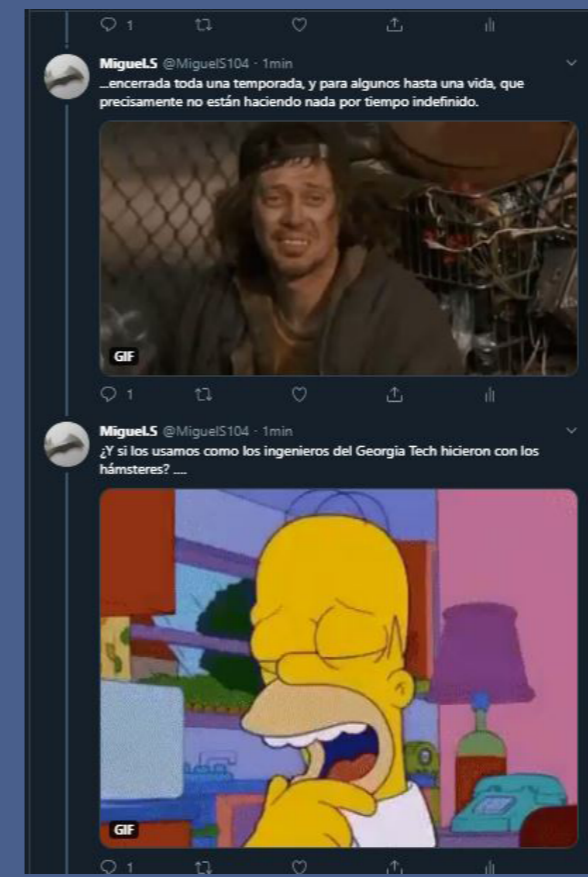 1
Miguel.S @MiguelS104 · 1min
...encerrada toda una temporada, y para algunos hasta una vida, que
precisamente no están haciendo nada por tiempo indefinido.
GIF
1
Miguel.S @MiguelS104 · 1min
¿Y si los usamos como los ingenieros del Georgia Tech hicieron con los
hámsteres? ....
GIF
1